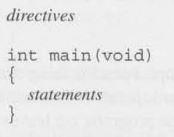 directives
int main(void)
{
statements
}